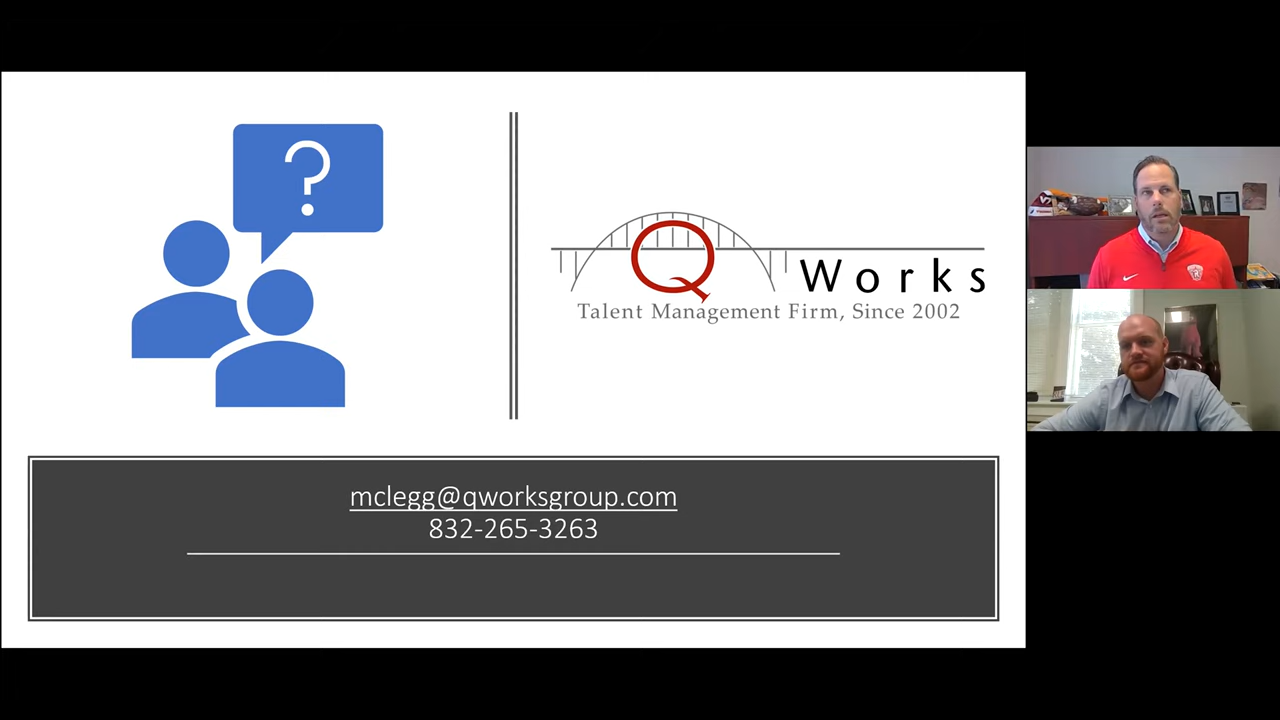 ?
Q Works
Talent Management Firm, Since 2002
mclegg@qworksgroup.com
832-265-3263